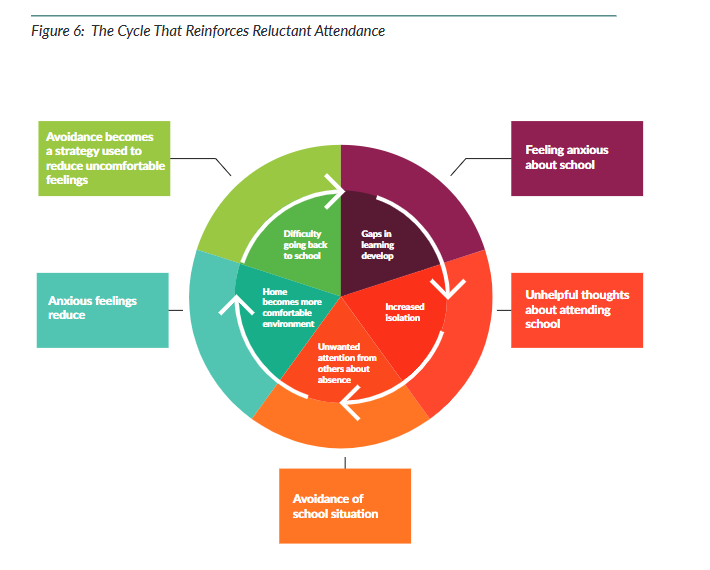 Figure 6:  The Cycle That Reinforces Reluctant Attendance
Avoidance becomes
a strategy used to
reduce uncomfortable
feelings
Feeling anxious
about school
Difficulty
going back
to school
Gaps in
learning
develop
Anxious feelings
reduce
Home
becomes more
comfortable
environment
Increased
Isolation
Unhelpful thoughts
about attending
school
Unwanted
attention from
others about
absence
Avoidance of
school situation